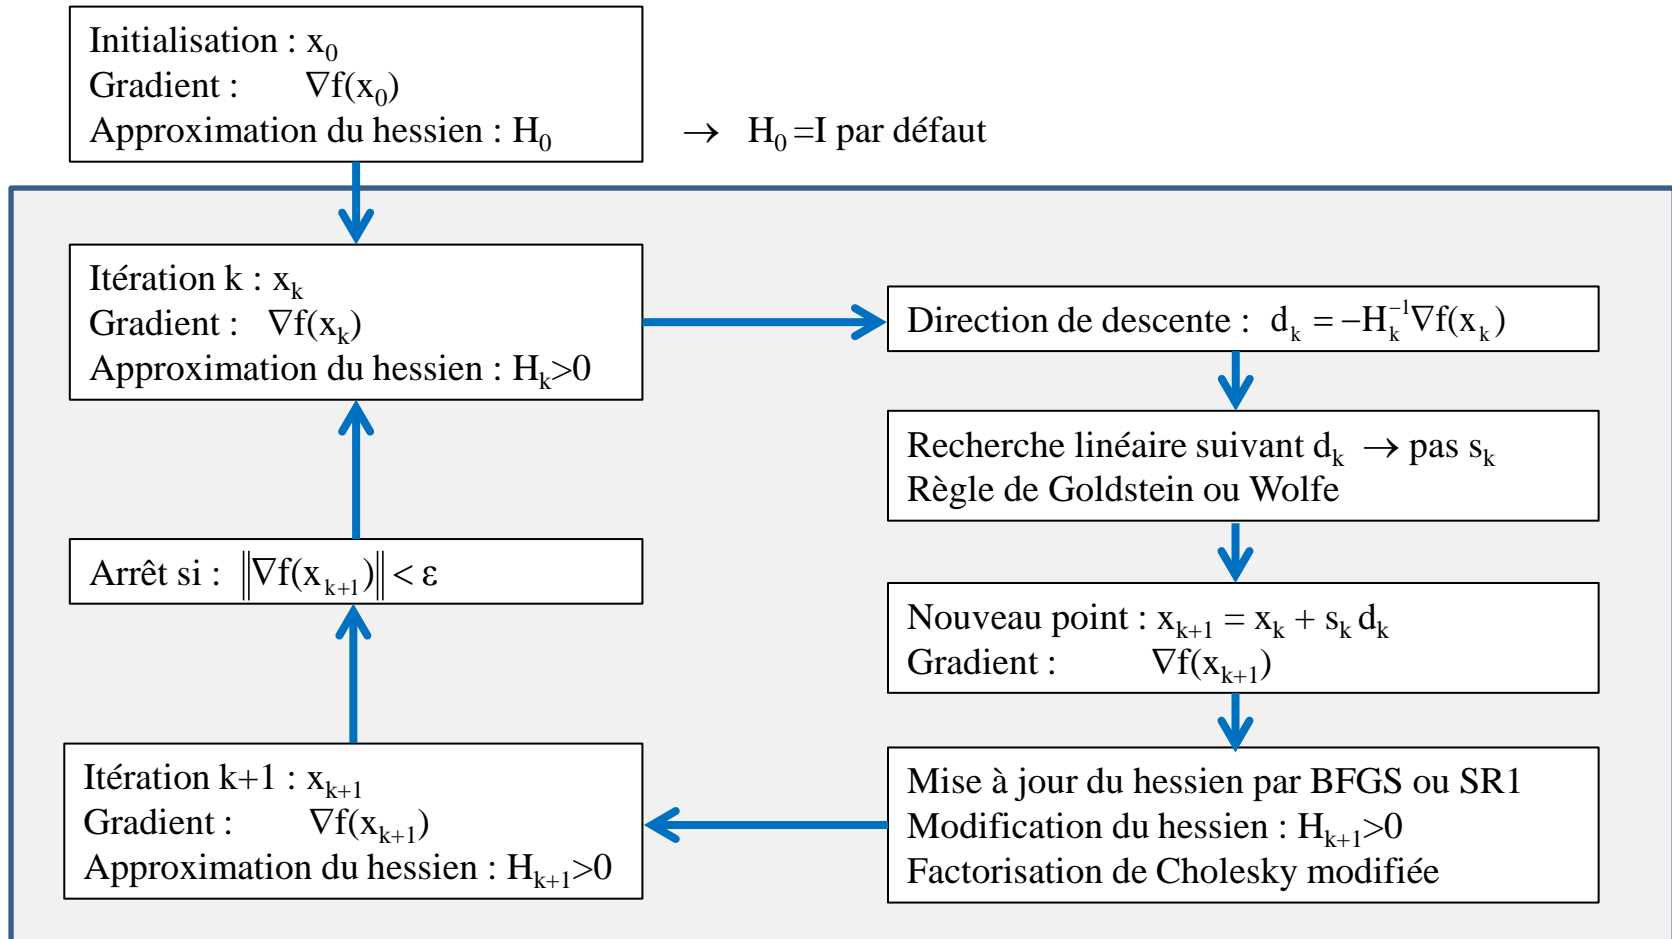 Initialisation : x₀
Gradient : ∇f(x₀)
Approximation du hessien : H₀
→ H₀ =I par défaut
Itération k : xₖ
Gradient : ∇f(xₖ)
Approximation du hessien : Hₖ>0
Direction de descente : dₖ = −Hₖ⁻¹∇f(xₖ)
Recherche linéaire suivant dₖ → pas sₖ
Règle de Goldstein ou Wolfe
Nouveau point : xₖ₊₁ = xₖ + sₖ dₖ
Gradient : ∇f(xₖ₊₁)
Mise à jour du hessien par BFGS ou SR1
Modification du hessien : Hₖ₊₁>0
Factorisation de Cholesky modifiée
Itération k+1 : xₖ₊₁
Gradient : ∇f(xₖ₊₁)
Approximation du hessien : Hₖ₊₁>0
Arrêt si : ‖∇f(xₖ₊₁)‖ < ε